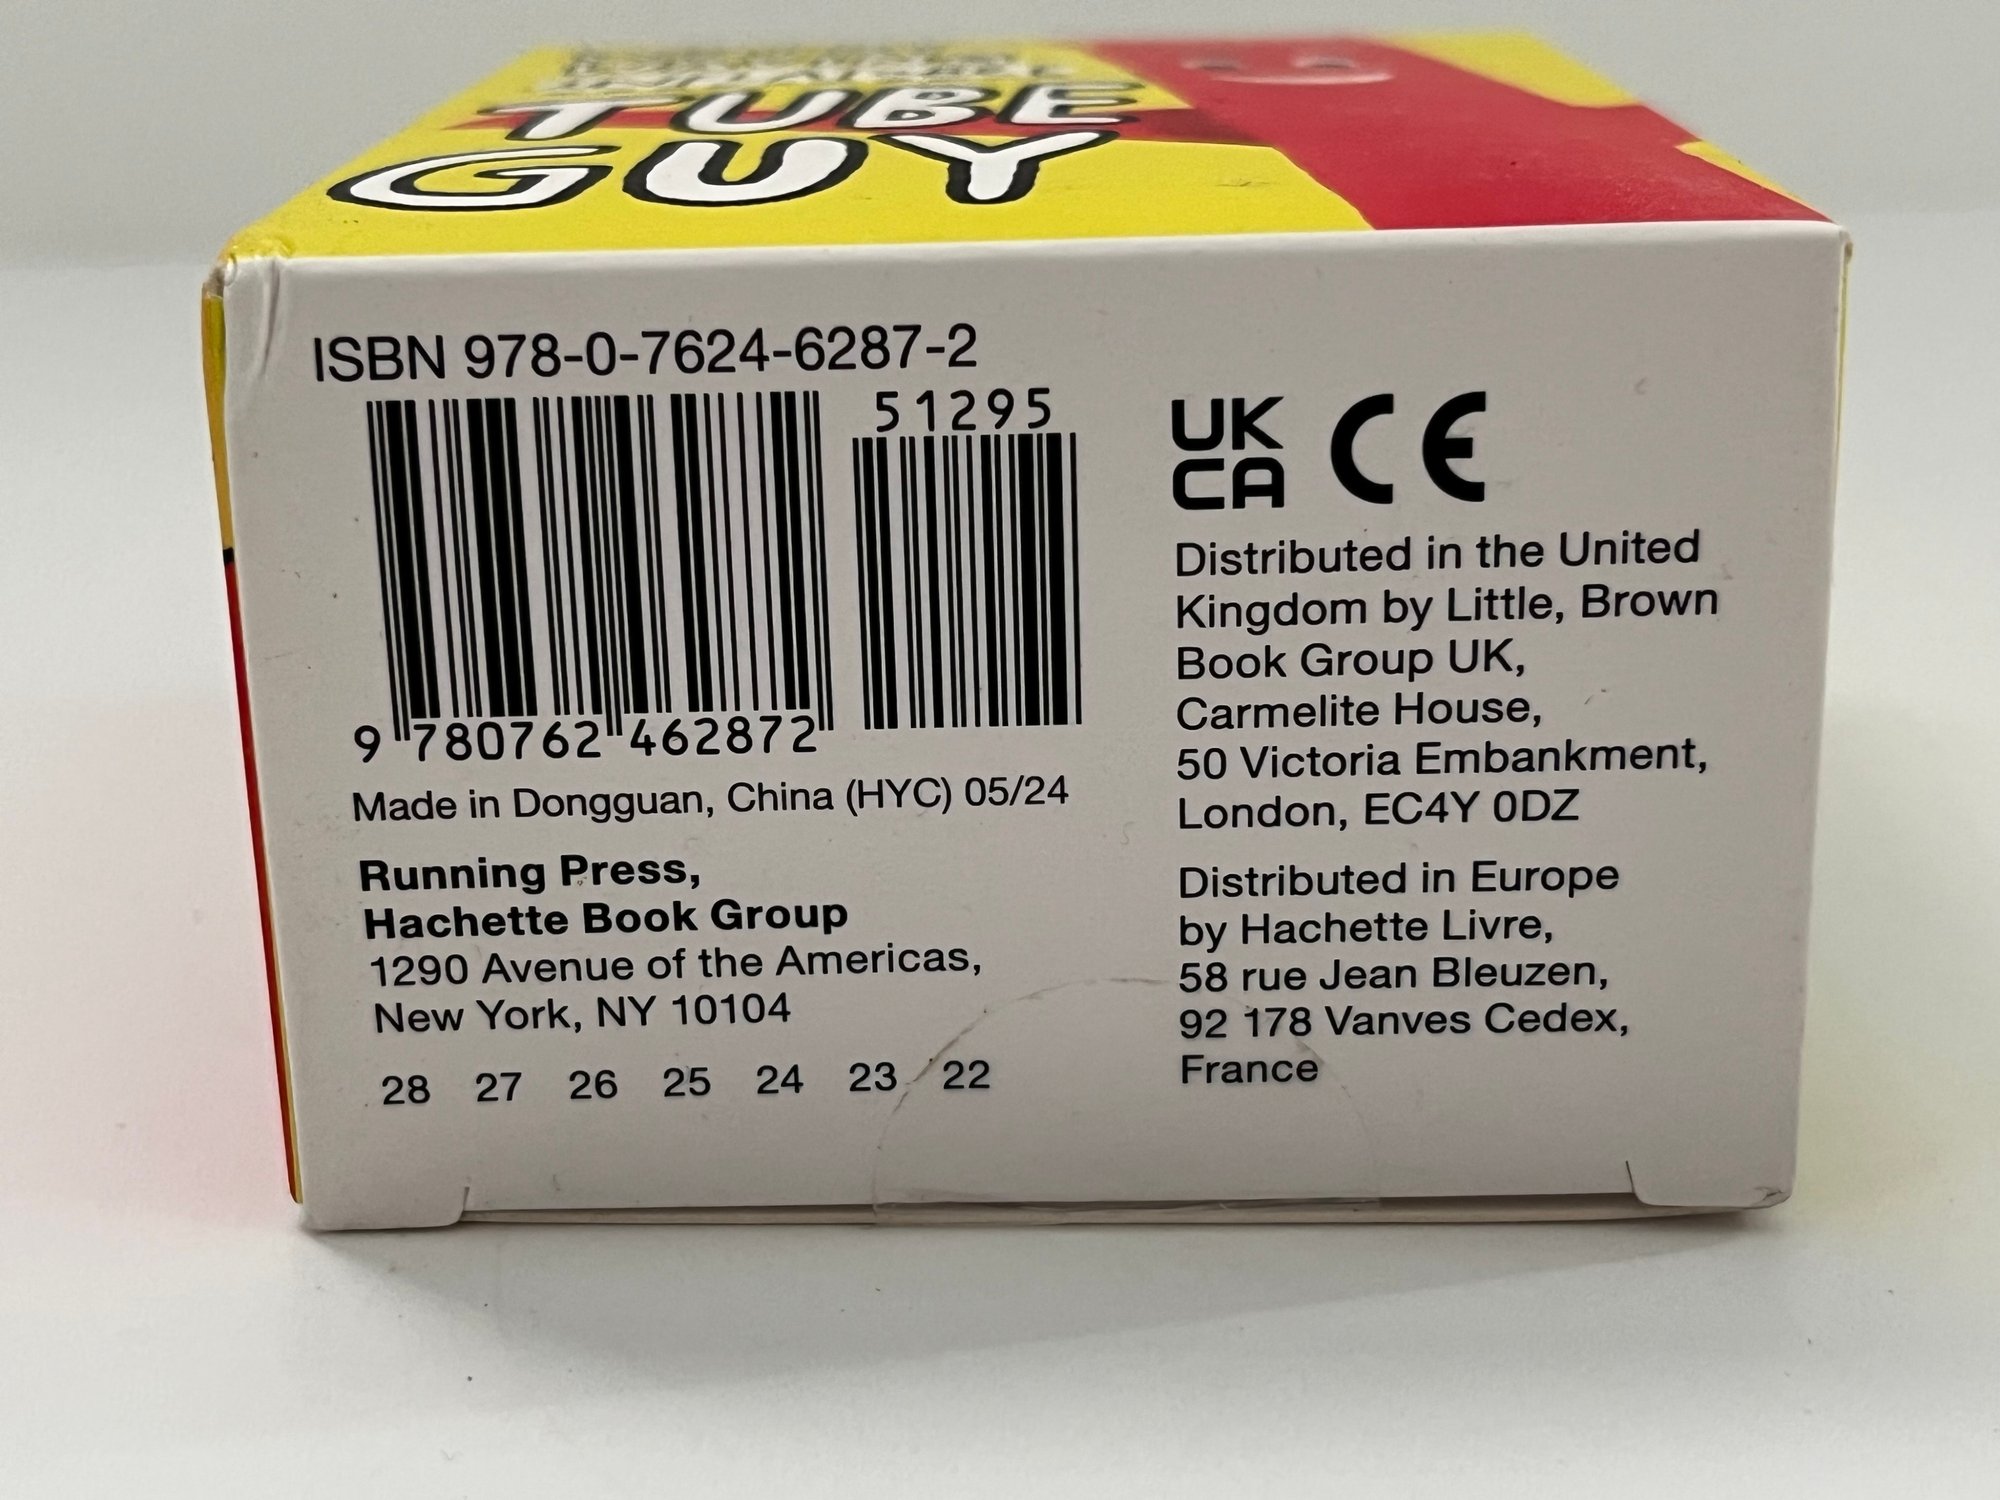 TUBE
GUY
ISBN 978-0-7624-6287-2
51295
9 780762 462872
Made in Dongguan, China (HYC) 05/24
Running Press,
Hachette Book Group
1290 Avenue of the Americas,
New York, NY 10104
28 27 26 25 24 23 22
UK
CA CE
Distributed in the United
Kingdom by Little, Brown
Book Group UK,
Carmelite House,
50 Victoria Embankment,
London, EC4Y 0DZ
Distributed in Europe
by Hachette Livre,
58 rue Jean Bleuzen,
92 178 Vanves Cedex,
France